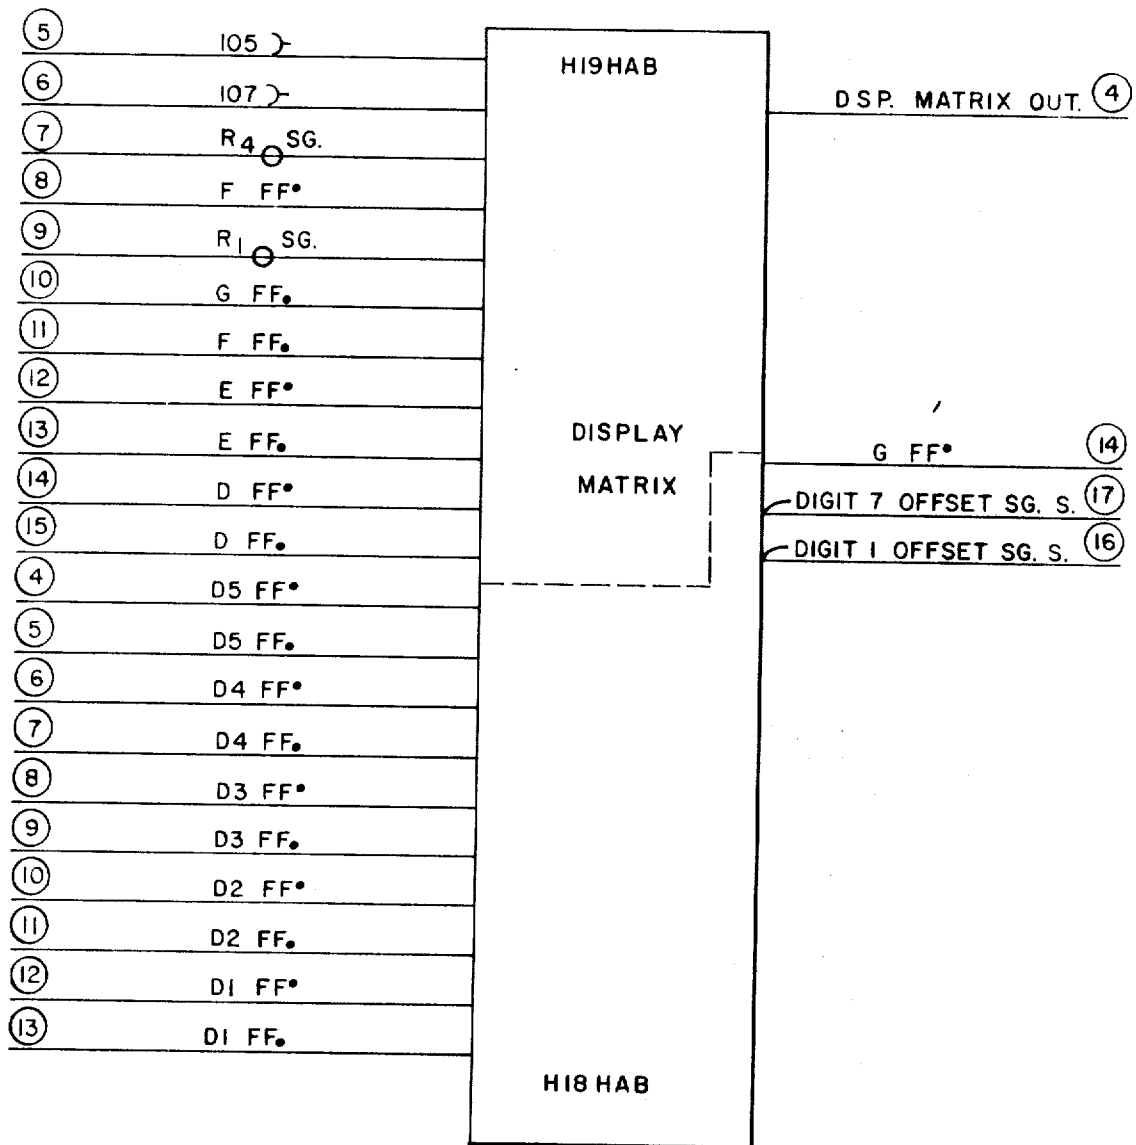 5 105
6 107
7 R4 SG.
8 F FF•
9 R1 SG.
10 G FF.
11 F FF.
12 E FF•
13 E FF.
14 D FF•
15 D FF.
4 D5 FF•
5 D5 FF.
6 D4 FF•
7 D4 FF.
8 D3 FF•
9 D3 FF.
10 D2 FF•
11 D2 FF.
12 D1 FF•
13 D1 FF.
H19HAB
DISPLAY
MATRIX
H18HAB
DSP. MATRIX OUT. 4
G FF• 14
DIGIT 7 OFFSET SG. S. 17
DIGIT 1 OFFSET SG. S. 16